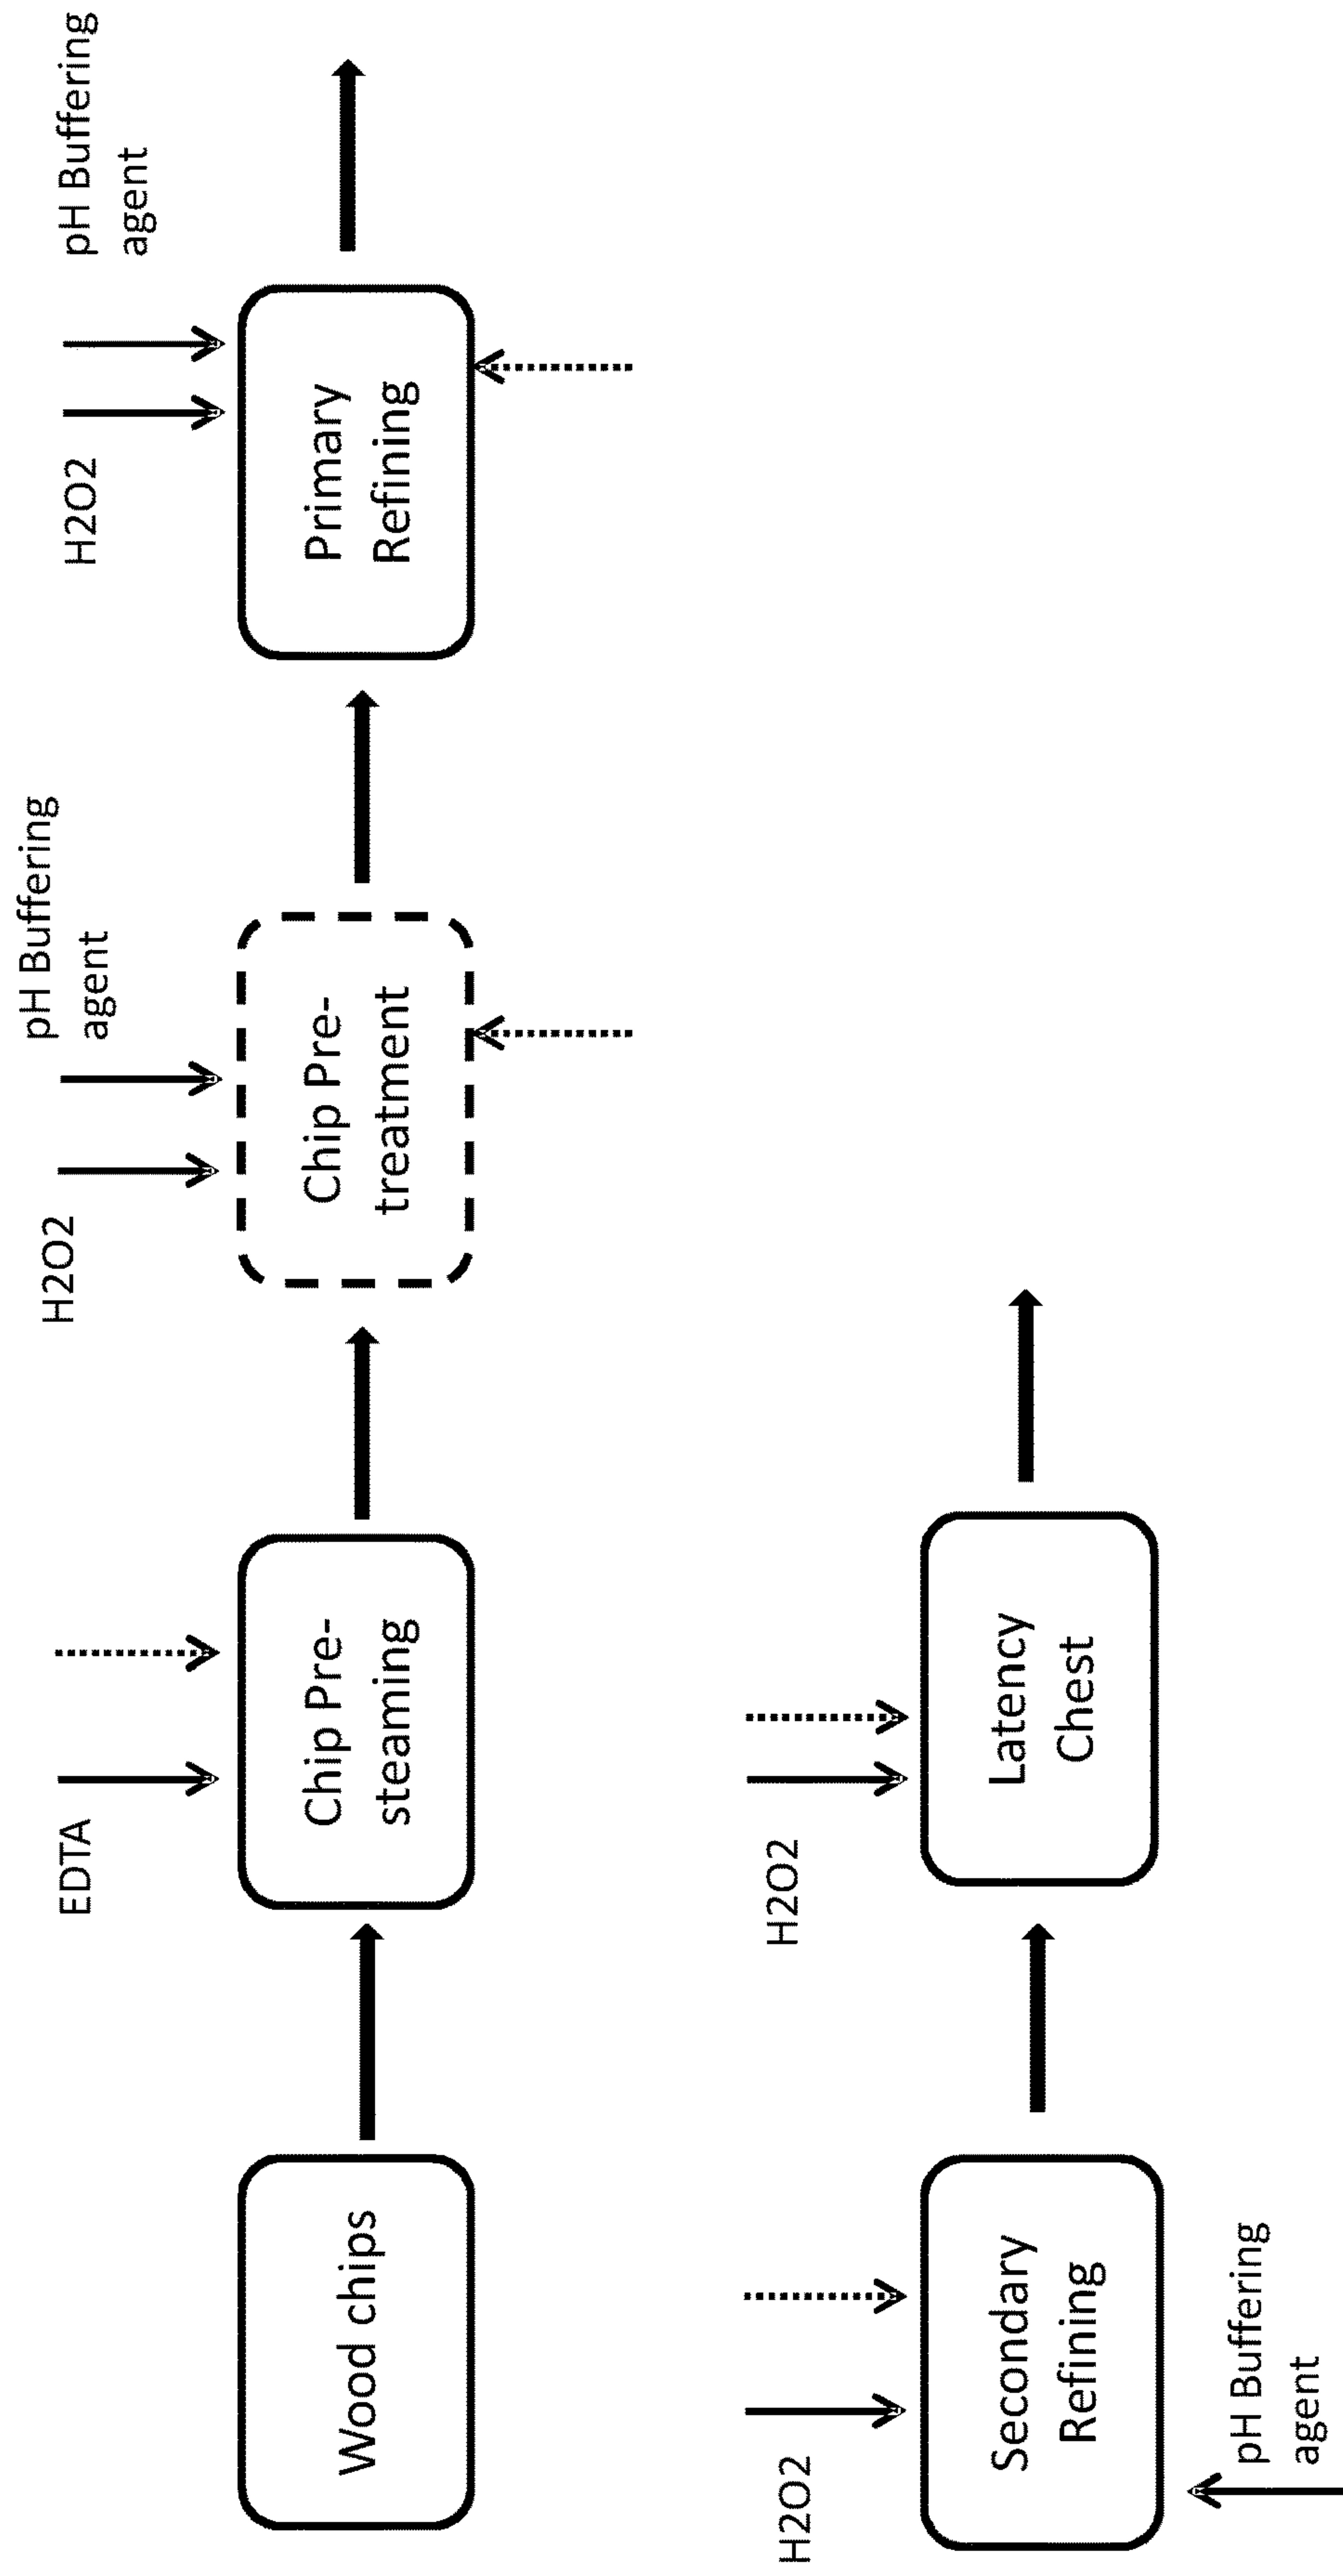 EDTA
H2O2
pH Buffering
agent
H2O2
pH Buffering
agent
Wood chips
Chip Pre-
steaming
Chip Pre-
treatment
Primary
Refining
H2O2
H2O2
Secondary
Refining
Latency
Chest
pH Buffering
agent